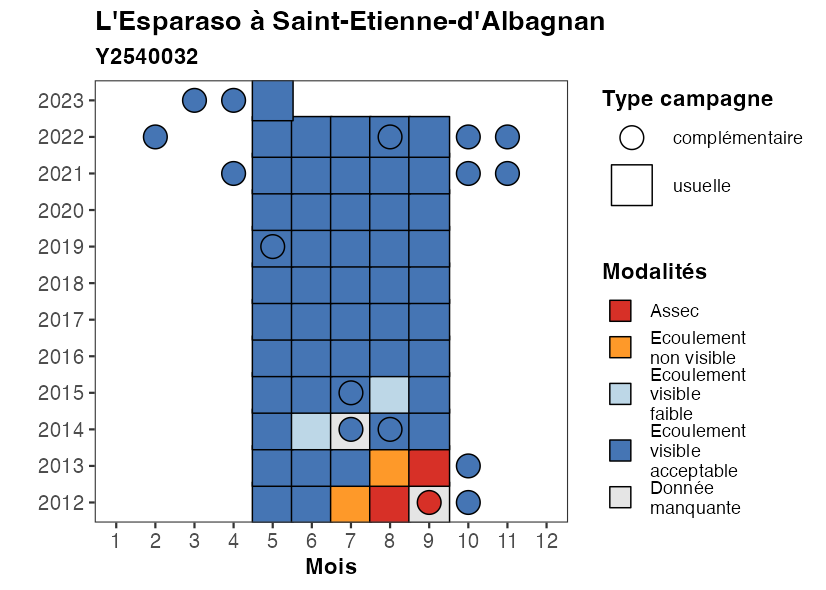 L'Esparaso à Saint-Etienne-d'Albagnan
Y2540032
2023
2022
2021
2020
2019
2018
2017
2016
2015
2014
2013
2012
1 2 3 4 5 6 7 8 9 10 11 12
Mois
Type campagne
complémentaire
usuelle
Modalités
Assec
Ecoulement
non visible
Ecoulement
visible
faible
Ecoulement
visible
acceptable
Donnée
manquante